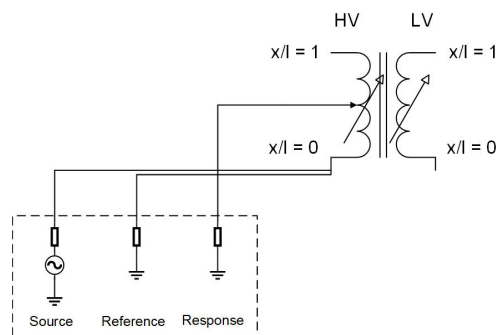 HV LV
x/l = 1 x/l = 1
x/l = 0 x/l = 0
Source Reference Response